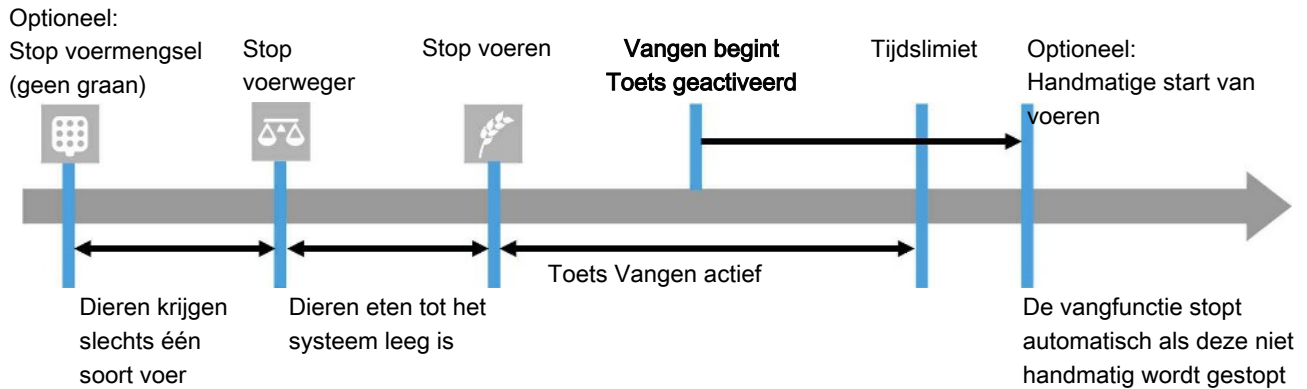 Optioneel:
Stop voermengsel
(geen graan)
Stop
voerweger
Stop voeren
Vangen begint
Toets geactiveerd
Tijdslimiet
Optioneel:
Handmatige start van
voeren
Toets Vangen actief
Dieren krijgen
slechts één
soort voer
Dieren eten tot het
systeem leeg is
De vangfunctie stopt
automatisch als deze niet
handmatig wordt gestopt